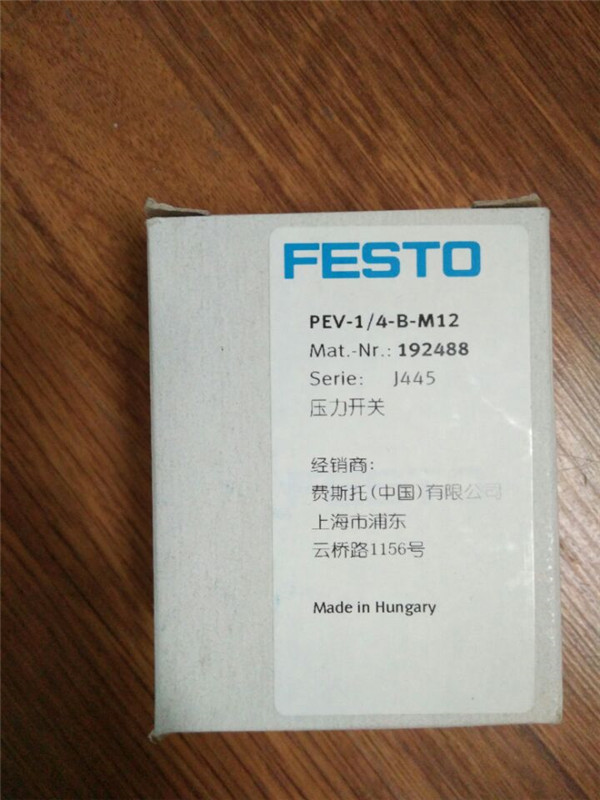 FESTO
PEV-1/4-B-M12
Mat.-Nr.: 192488
Serie: J445
压力开关
经销商:
费斯托(中国)有限公司
上海市浦东
云桥路1156号
Made in Hungary